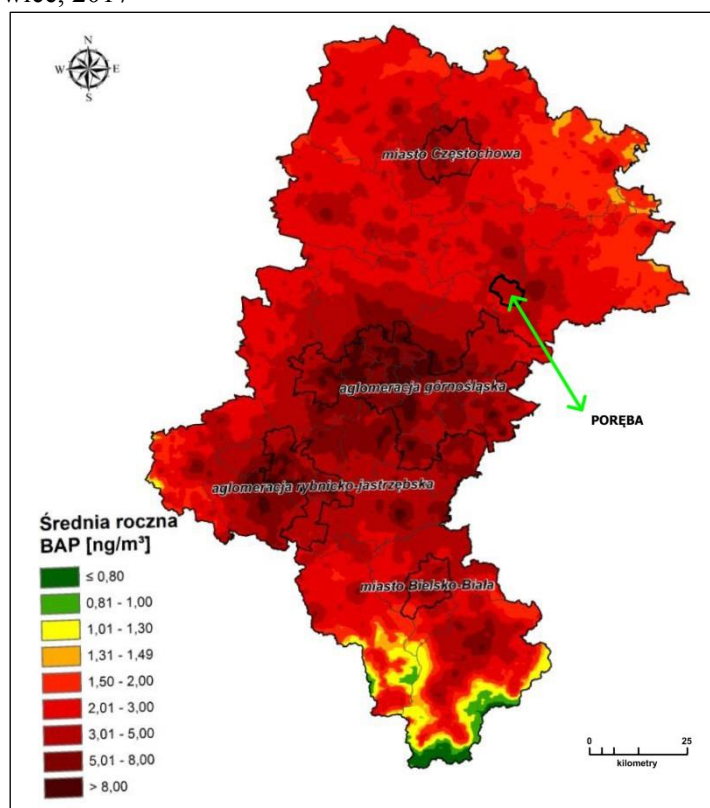 2017
N
W E
S
miasto Częstochowa
aglomeracja górnośląska
PORĘBA
aglomeracja rybnicko-jastrzębska
miasto Bielsko-Biała
Średnia roczna
BAP [ng/m³]
≤ 0,80
0,81 - 1,00
1,01 - 1,30
1,31 - 1,49
1,50 - 2,00
2,01 - 3,00
3,01 - 5,00
5,01 - 8,00
> 8,00
0 25
kilometry